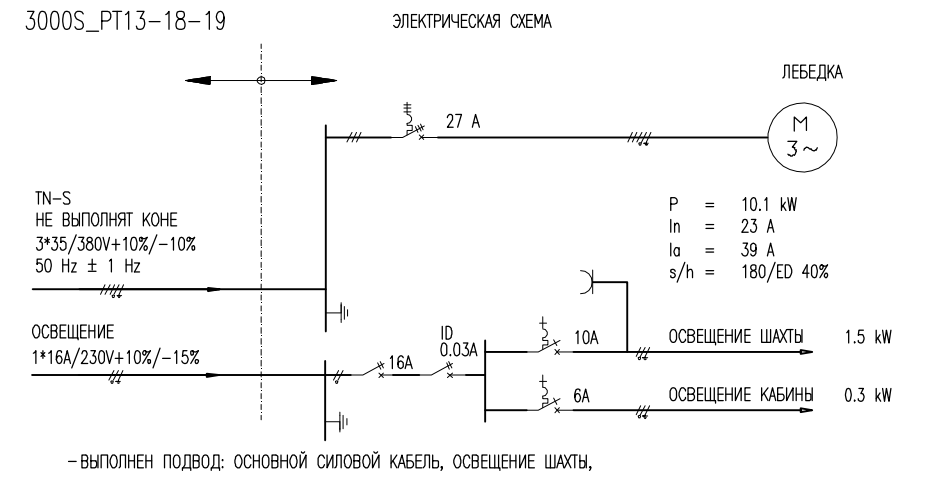 3000S_PT13-18-19
ЭЛЕКТРИЧЕСКАЯ СХЕМА
ЛЕБЕДКА
27 A
M
3~
TN-S
НЕ ВЫПОЛНЯТ КОНЕ
3*35/380V+10%/-10%
50 Hz ± 1 Hz
P = 10.1 kW
In = 23 A
Ia = 39 A
s/h = 180/ED 40%
ОСВЕЩЕНИЕ
1*16A/230V+10%/-15%
16A
ID
0.03A
10A
ОСВЕЩЕНИЕ ШАХТЫ 1.5 kW
6A
ОСВЕЩЕНИЕ КАБИНЫ 0.3 kW
-ВЫПОЛНЕН ПОДВОД: ОСНОВНОЙ СИЛОВОЙ КАБЕЛЬ, ОСВЕЩЕНИЕ ШАХТЫ,